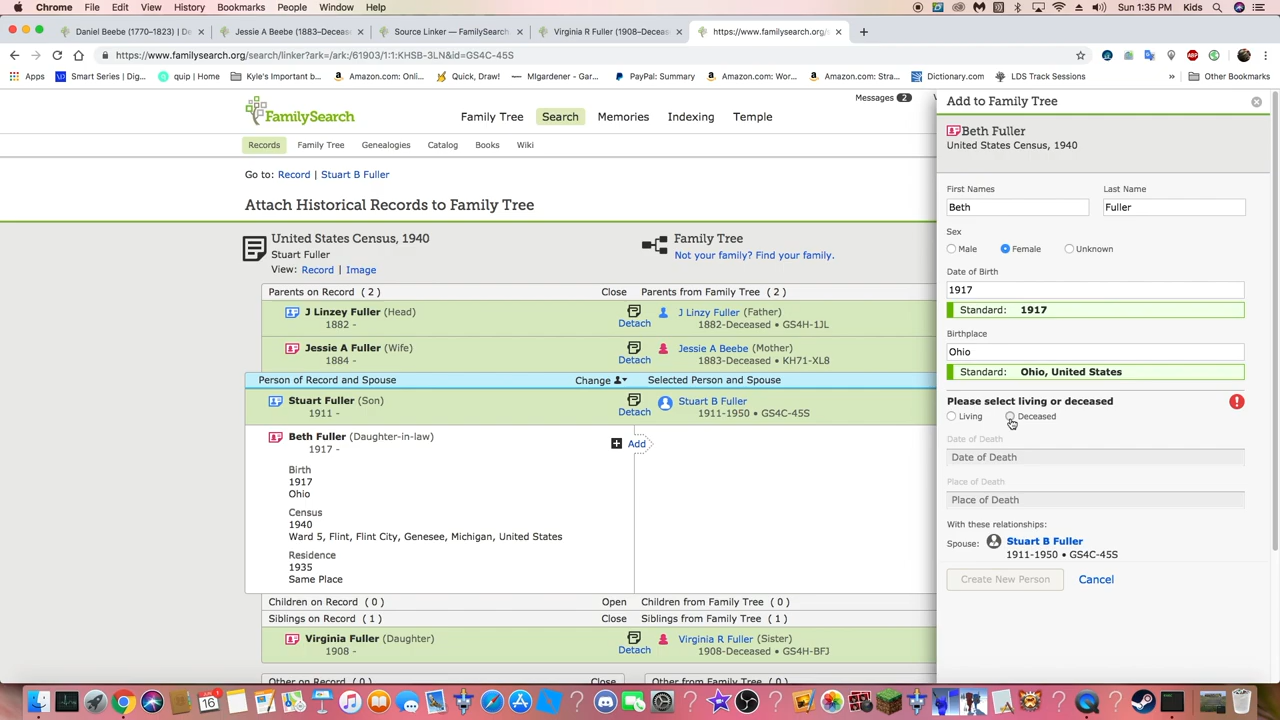 Chrome File Edit View History Bookmarks People Window Help Sun 1:35 PM Kids
Daniel Beebe (1770–1823) | De Jessie A Beebe (1883–Deceas Source Linker — FamilySearch Virginia R Fuller (1908–Deceas https://www.familysearch.org/s
https://www.familysearch.org/search/linker?ark=/ark:/61903/1:1:KHSB-3LN&id=GS4C-45S
Apps Smart Series | Dig... quip | Home Kyle's Important b... Amazon.com: Onli... Quick, Draw! MIgardener - Gar... PayPal: Summary Amazon.com: Wor... Amazon.com: Stra... Dictionary.com LDS Track Sessions » Other Bookmarks
Messages 2
FamilySearch Family Tree Search Memories Indexing Temple
Records Family Tree Genealogies Catalog Books Wiki
Go to: Record | Stuart B Fuller
Attach Historical Records to Family Tree
United States Census, 1940
Stuart Fuller
View: Record | Image
Family Tree
Not your family? Find your family.
Parents on Record ( 2 ) Close Parents from Family Tree ( 2 )
J Linzey Fuller (Head) J Linzy Fuller (Father)
1882 - Detach 1882-Deceased • GS4H-1JL
Jessie A Fuller (Wife) Jessie A Beebe (Mother)
1884 - Detach 1883-Deceased • KH71-XL8
Person of Record and Spouse Change Selected Person and Spouse
Stuart Fuller (Son) Stuart B Fuller
1911 - Detach 1911-1950 • GS4C-45S
Beth Fuller (Daughter-in-law) Add
1917 -
Birth
1917
Ohio
Census
1940
Ward 5, Flint, Flint City, Genesee, Michigan, United States
Residence
1935
Same Place
Children on Record ( 0 ) Open Children from Family Tree ( 0 )
Siblings on Record ( 1 ) Close Siblings from Family Tree ( 1 )
Virginia Fuller (Daughter) Virginia R Fuller (Sister)
1908 - Detach 1908-Deceased • GS4H-BFJ
Other on Record ( 0 ) Close
Add to Family Tree
Beth Fuller
United States Census, 1940
First Names Last Name
Beth Fuller
Sex
Male Female Unknown
Date of Birth
1917
Standard: 1917
Birthplace
Ohio
Standard: Ohio, United States
Please select living or deceased
Living Deceased
Date of Death
Date of Death
Place of Death
Place of Death
With these relationships:
Spouse: Stuart B Fuller
1911-1950 • GS4C-45S
Create New Person Cancel